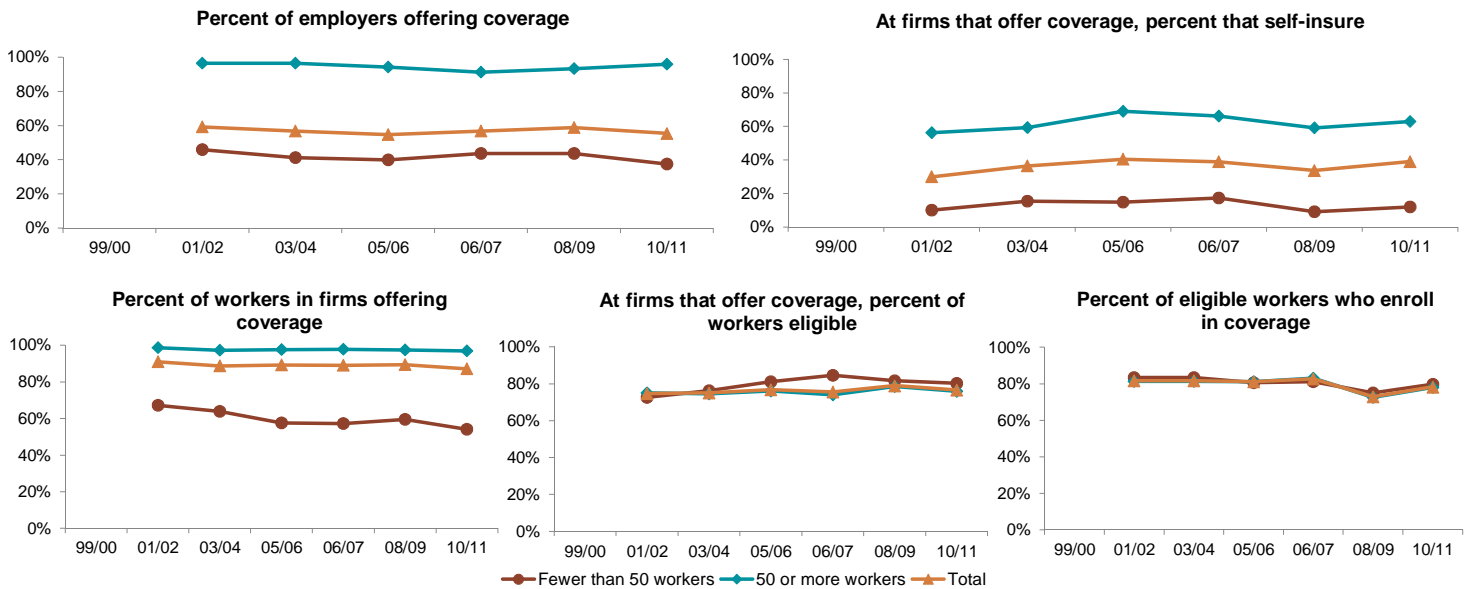 Percent of employers offering coverage
100%
80%
60%
40%
20%
0%
99/00 01/02 03/04 05/06 06/07 08/09 10/11
At firms that offer coverage, percent that self-insure
100%
80%
60%
40%
20%
0%
99/00 01/02 03/04 05/06 06/07 08/09 10/11
Percent of workers in firms offering
coverage
100%
80%
60%
40%
20%
0%
99/00 01/02 03/04 05/06 06/07 08/09 10/11
At firms that offer coverage, percent of
workers eligible
100%
80%
60%
40%
20%
0%
99/00 01/02 03/04 05/06 06/07 08/09 10/11
Percent of eligible workers who enroll
in coverage
100%
80%
60%
40%
20%
0%
99/00 01/02 03/04 05/06 06/07 08/09 10/11
Fewer than 50 workers 50 or more workers Total